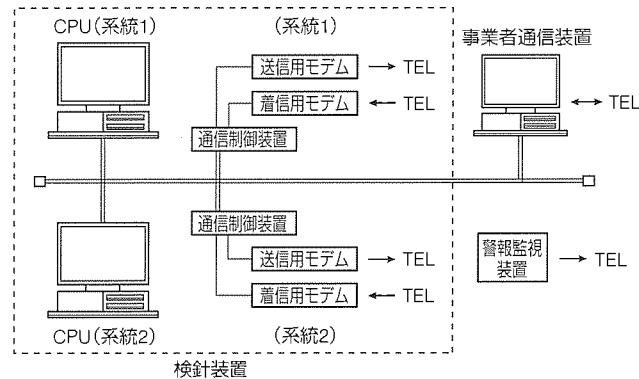 CPU(系統1)
(系統1)
送信用モデム → TEL
着信用モデム ← TEL
通信制御装置
事業者通信装置
↔ TEL
通信制御装置
送信用モデム → TEL
着信用モデム ← TEL
CPU(系統2)
(系統2)
警報監視
装置
→ TEL
検針装置